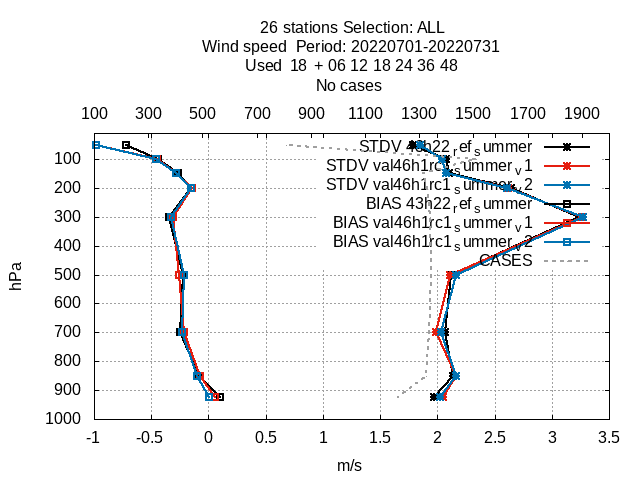 26 stations Selection: ALL
Wind speed Period: 20220701-20220731
Used 18 + 06 12 18 24 36 48
No cases
100 300 500 700 900 1100 1300 1500 1700 1900
STDV 43h22_ref_summer
100
STDV val46h1rc1_summer_v1
STDV val46h1rc1_summer_v2
200
BIAS 43h22_ref_summer
300
BIAS val46h1rc1_summer_v1
BIAS val46h1rc1_summer_v2
400
CASES
500
hPa
600
700
800
900
1000
-1 -0.5 0 0.5 1 1.5 2 2.5 3 3.5
m/s